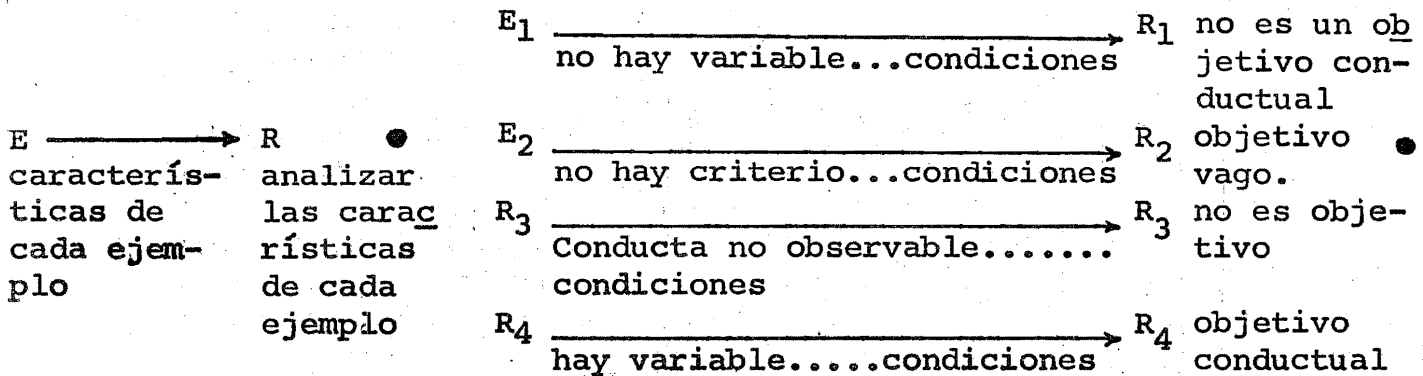 E₁ R₁ no es un ob
no hay variable...condiciones jetivo con-
ductual
E R E₂ R₂ objetivo
caracterís- analizar no hay criterio...condiciones vago.
ticas de las carac R₃ R₃ no es obje-
cada ejem- rísticas Conducta no observable....... tivo
plo de cada condiciones
ejemplo R₄ R₄ objetivo
hay variable.....condiciones conductual